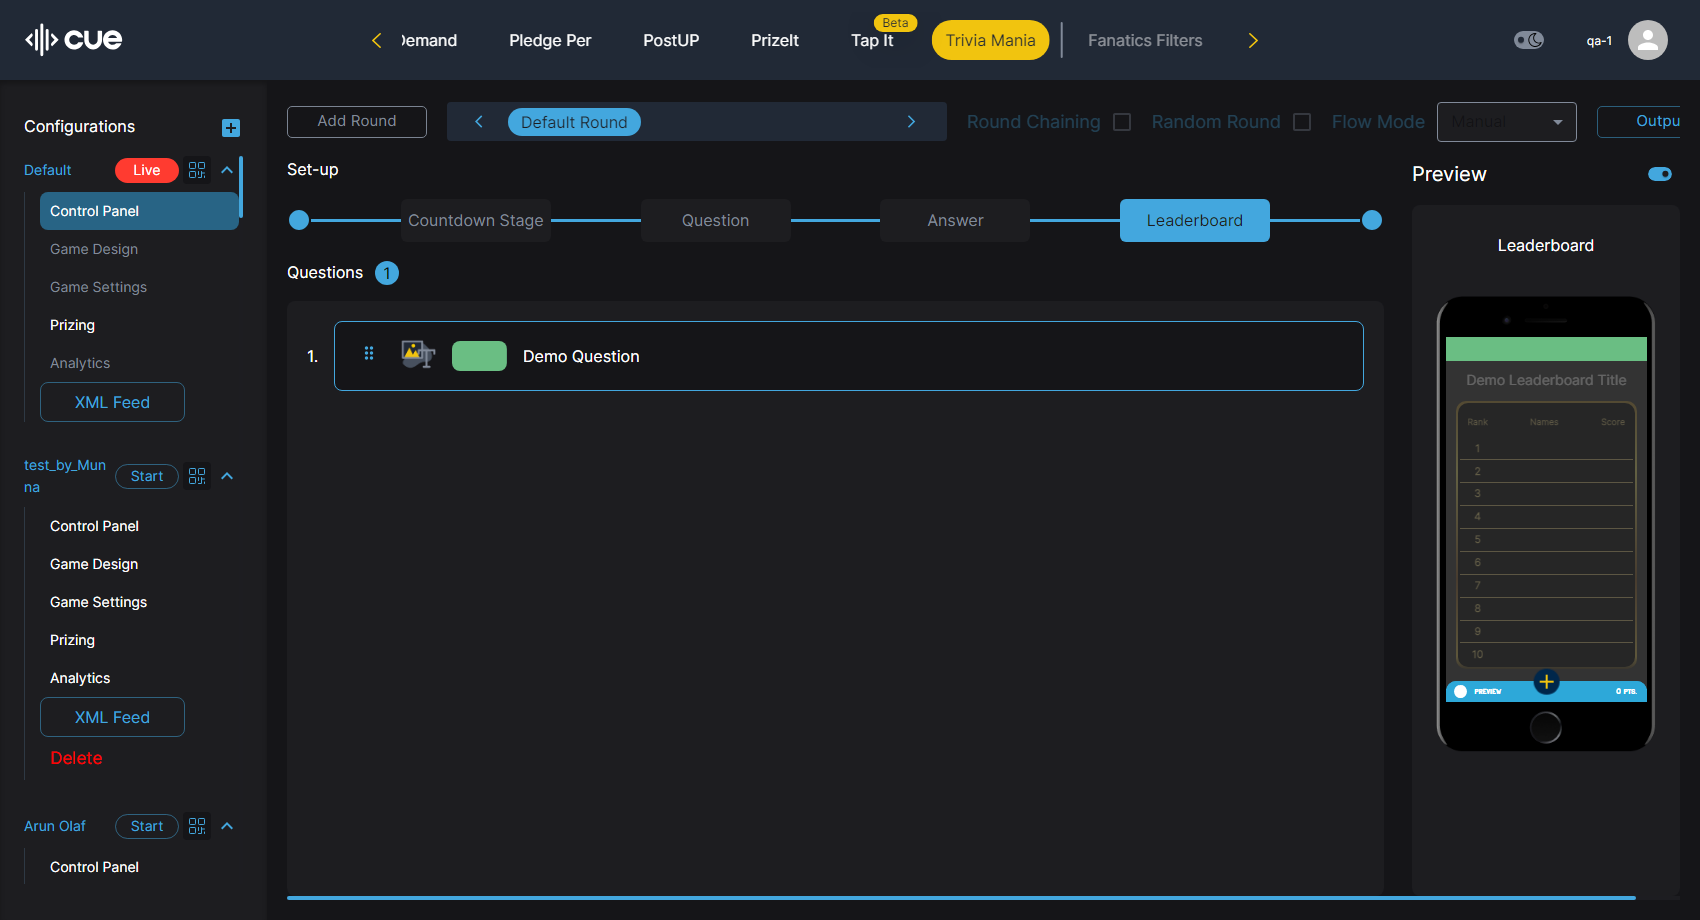 cue
Demand
Pledge Per
PostUP
PrizeIt
Tap It
Beta
Trivia Mania
Fanatics Filters
qa-1
Configurations
Default
Live
Control Panel
Game Design
Game Settings
Prizing
Analytics
XML Feed
test_by_Mun
na
Start
Control Panel
Game Design
Game Settings
Prizing
Analytics
XML Feed
Delete
Arun Olaf
Start
Control Panel
Add Round
Default Round
Round Chaining
Random Round
Flow Mode
Manual
Outpu
Set-up
Countdown Stage
Question
Answer
Leaderboard
Questions 1
1. Demo Question
Preview
Leaderboard
Demo Leaderboard Title
Rank Names Score
1
2
3
4
5
6
7
8
9
10
PREVIEW
0 PTS.